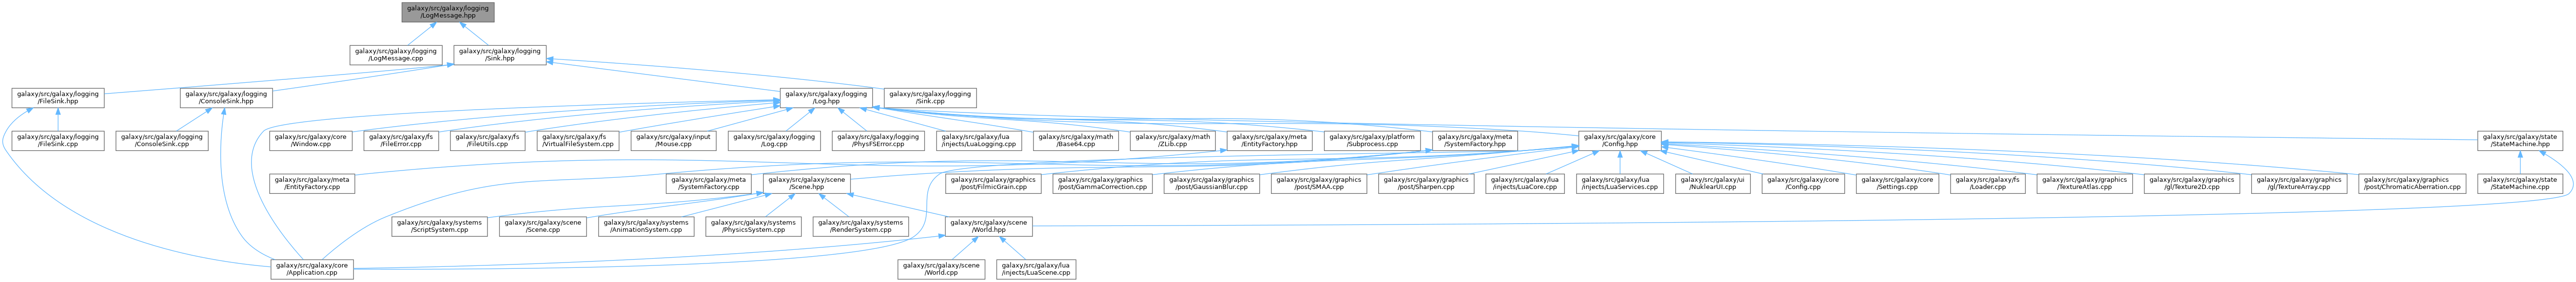 galaxy/src/galaxy/logging
/LogMessage.hpp
galaxy/src/galaxy/logging
/LogMessage.cpp
galaxy/src/galaxy/logging
/Sink.hpp
galaxy/src/galaxy/logging
/FileSink.hpp
galaxy/src/galaxy/logging
/ConsoleSink.hpp
galaxy/src/galaxy/logging
/Log.hpp
galaxy/src/galaxy/logging
/Sink.cpp
galaxy/src/galaxy/logging
/FileSink.cpp
galaxy/src/galaxy/logging
/ConsoleSink.cpp
galaxy/src/galaxy/core
/Window.cpp
galaxy/src/galaxy/fs
/FileError.cpp
galaxy/src/galaxy/fs
/FileUtils.cpp
galaxy/src/galaxy/fs
/VirtualFileSystem.cpp
galaxy/src/galaxy/input
/Mouse.cpp
galaxy/src/galaxy/logging
/Log.cpp
galaxy/src/galaxy/logging
/PhysFSError.cpp
galaxy/src/galaxy/lua
/injects/LuaLogging.cpp
galaxy/src/galaxy/math
/Base64.cpp
galaxy/src/galaxy/math
/ZLib.cpp
galaxy/src/galaxy/meta
/EntityFactory.hpp
galaxy/src/galaxy/platform
/Subprocess.cpp
galaxy/src/galaxy/meta
/SystemFactory.hpp
galaxy/src/galaxy/core
/Config.hpp
galaxy/src/galaxy/state
/StateMachine.hpp
galaxy/src/galaxy/meta
/EntityFactory.cpp
galaxy/src/galaxy/meta
/SystemFactory.cpp
galaxy/src/galaxy/scene
/Scene.hpp
galaxy/src/galaxy/graphics
/post/FilmicGrain.cpp
galaxy/src/galaxy/graphics
/post/GammaCorrection.cpp
galaxy/src/galaxy/graphics
/post/GaussianBlur.cpp
galaxy/src/galaxy/graphics
/post/SMAA.cpp
galaxy/src/galaxy/graphics
/post/Sharpen.cpp
galaxy/src/galaxy/lua
/injects/LuaCore.cpp
galaxy/src/galaxy/lua
/injects/LuaServices.cpp
galaxy/src/galaxy/ui
/NuklearUI.cpp
galaxy/src/galaxy/core
/Config.cpp
galaxy/src/galaxy/core
/Settings.cpp
galaxy/src/galaxy/fs
/Loader.cpp
galaxy/src/galaxy/graphics
/TextureAtlas.cpp
galaxy/src/galaxy/graphics
/gl/Texture2D.cpp
galaxy/src/galaxy/graphics
/gl/TextureArray.cpp
galaxy/src/galaxy/graphics
/post/ChromaticAberration.cpp
galaxy/src/galaxy/state
/StateMachine.cpp
galaxy/src/galaxy/systems
/ScriptSystem.cpp
galaxy/src/galaxy/scene
/Scene.cpp
galaxy/src/galaxy/systems
/AnimationSystem.cpp
galaxy/src/galaxy/systems
/PhysicsSystem.cpp
galaxy/src/galaxy/systems
/RenderSystem.cpp
galaxy/src/galaxy/scene
/World.hpp
galaxy/src/galaxy/core
/Application.cpp
galaxy/src/galaxy/scene
/World.cpp
galaxy/src/galaxy/lua
/injects/LuaScene.cpp